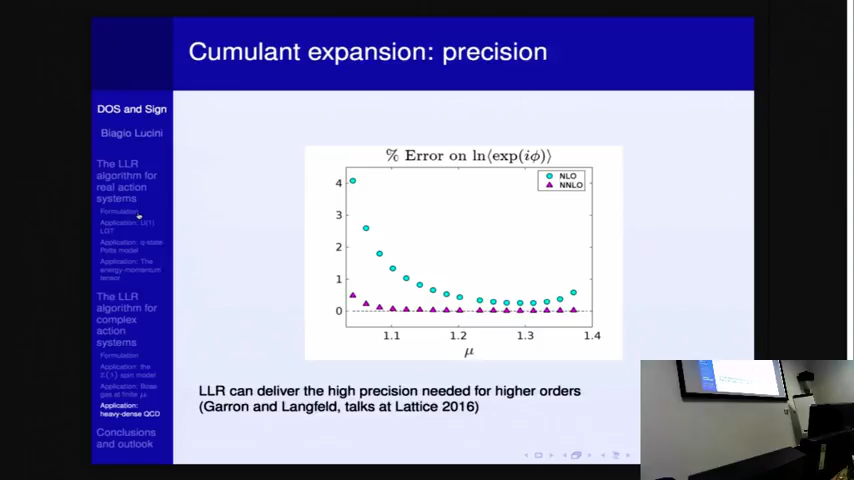 Cumulant expansion: precision
DOS and Sign
Biagio Lucini
The LLR
algorithm for
real action
systems
Formulation
Application: U(1)
LGT
Application: q-state
Potts model
Application: The
energy-momentum
tensor
The LLR
algorithm for
complex
action
systems
Formulation
Application: the
Z(3) spin model
Application: Bose
gas at finite μ
Application:
heavy-dense QCD
Conclusions
and outlook
% Error on ln⟨exp(iϕ)⟩
NLO
NNLO
4
3
2
1
0
1.1 1.2 1.3 1.4
μ
LLR can deliver the high precision needed for higher orders
(Garron and Langfeld, talks at Lattice 2016)